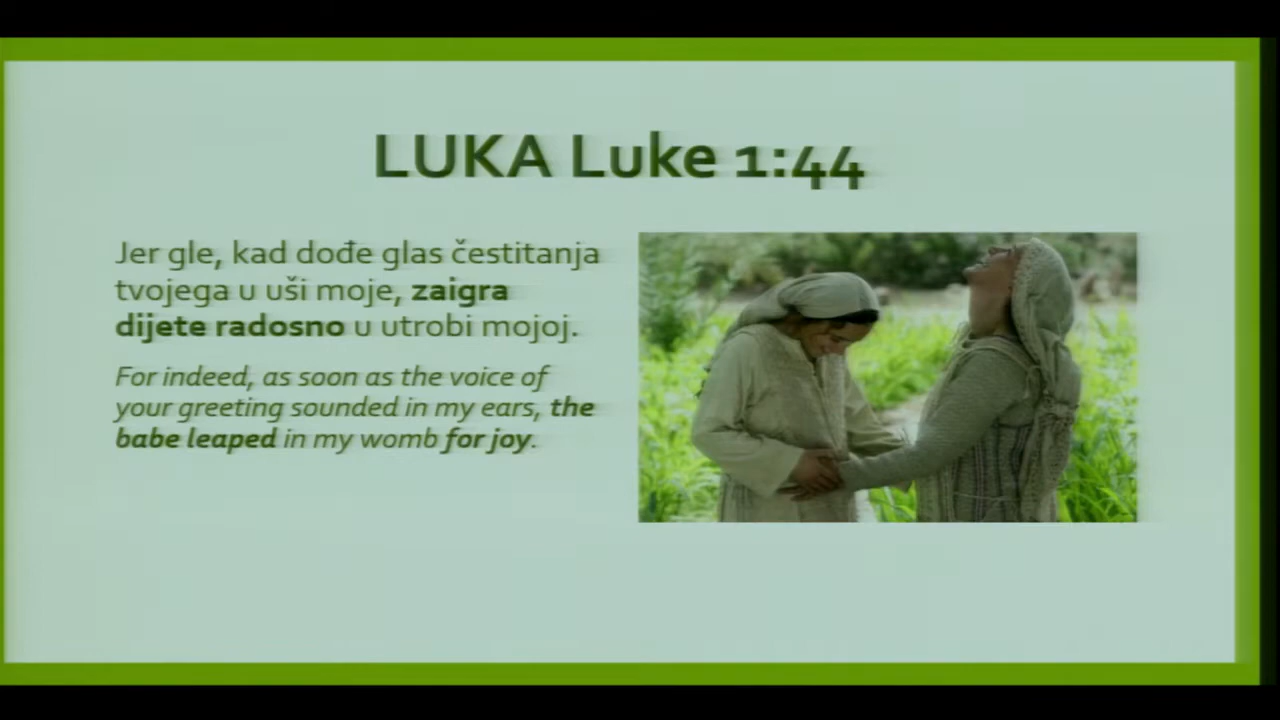 LUKA Luke 1:44
Jer gle, kad dođe glas čestitanja
tvojega u uši moje, zaigra
dijete radosno u utrobi mojoj.
For indeed, as soon as the voice of
your greeting sounded in my ears, the
babe leaped in my womb for joy.